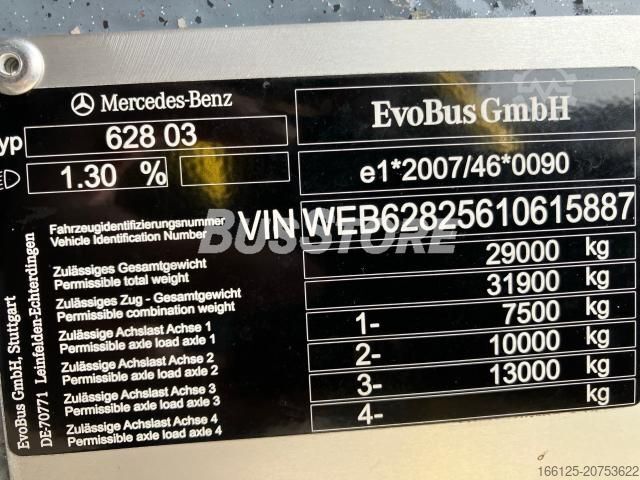 Mercedes-Benz
EvoBus GmbH
Typ 628 03
e1*2007/46*0090
1.30 %
Fahrzeugidentifizierungsnummer
Vehicle Identification Number
VIN WEB62825610615887
BUSSTORE
Zulässiges Gesamtgewicht
Permissible total weight
29000 kg
Zulässiges Zug - Gesamtgewicht
Permissible combination weight
31900 kg
Zulässige Achslast Achse 1
Permissible axle load axle 1
1- 7500 kg
Zulässige Achslast Achse 2
Permissible axle load axle 2
2- 10000 kg
Zulässige Achslast Achse 3
Permissible axle load axle 3
3- 13000 kg
Zulässige Achslast Achse 4
Permissible axle load axle 4
4- kg
EvoBus GmbH, Stuttgart
DE-70771 Leinfelden-Echterdingen
166125-20753622